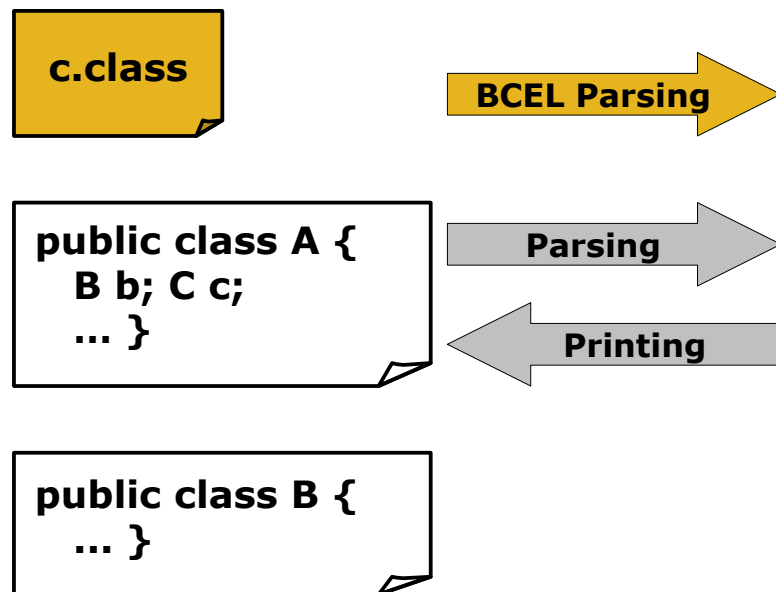 c.class
BCEL Parsing
public class A {
B b; C c;
... }
Parsing
Printing
public class B {
... }